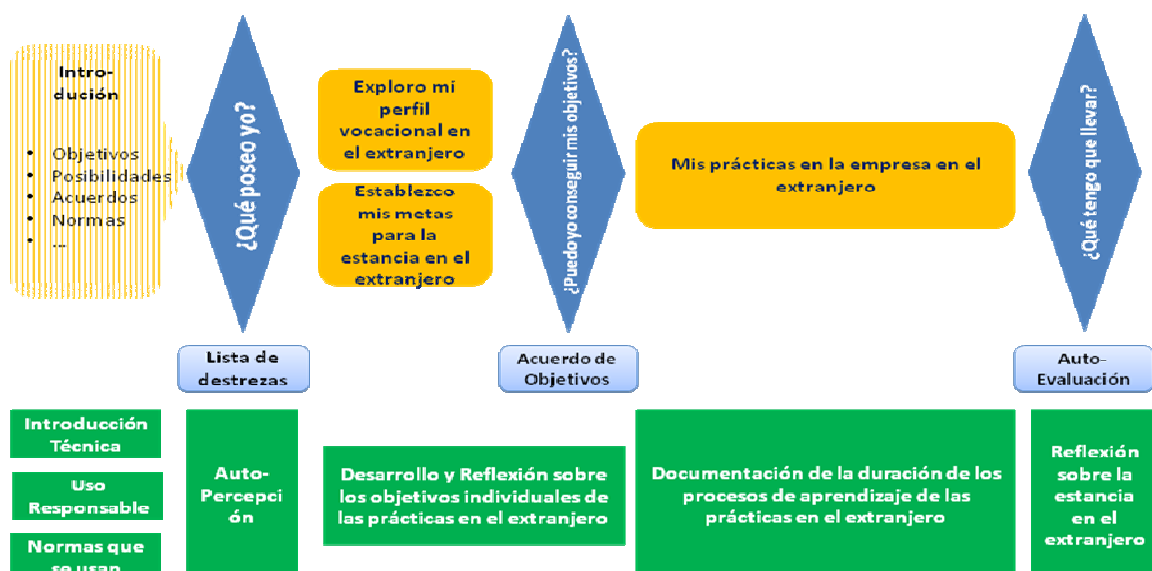 Intro-
dución
• Objetivos
• Posibilidades
• Acuerdos
• Normas
• ...
¿Qué poseo yo?
Exploro mi
perfil
vocacional en
el extranjero
Establezco
mis metas
para la
estancia en el
extranjero
¿Puedo yo conseguir mis objetivos?
Mis prácticas en la empresa en el
extranjero
¿Qué tengo que llevar?
Lista de
destrezas
Acuerdo de
Objetivos
Auto-
Evaluación
Introducción
Técnica
Uso
Responsable
Normas que
se usan
Auto-
Percepci
ón
Desarrollo y Reflexión sobre
los objetivos individuales de
las prácticas en el extranjero
Documentación de la duración de los
procesos de aprendizaje de las
prácticas en el extranjero
Reflexión
sobre la
estancia
en el
extranjero